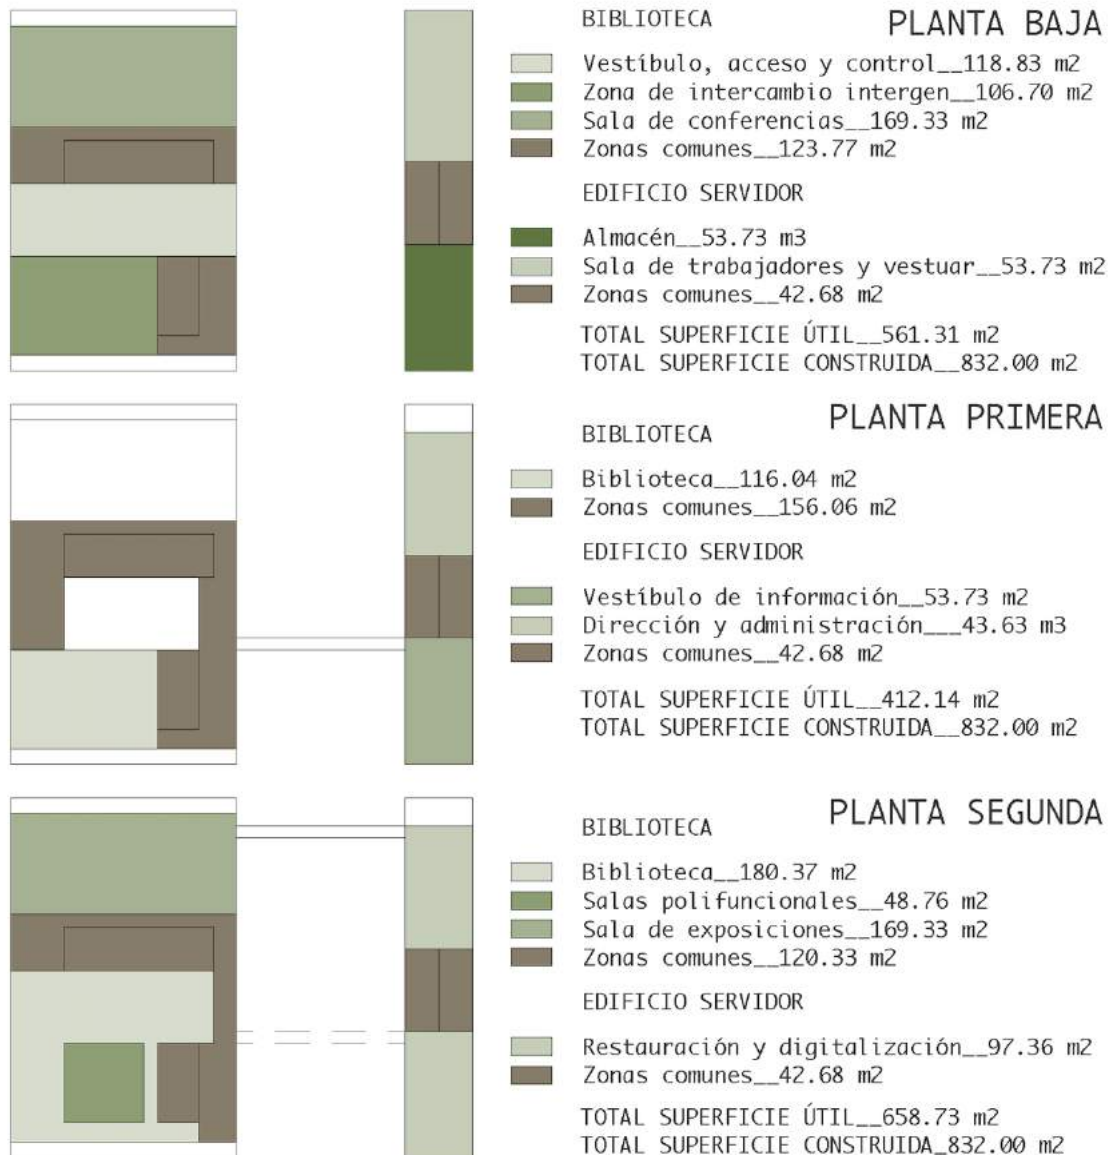 BIBLIOTECA PLANTA BAJA
Vestíbulo, acceso y control__118.83 m2
Zona de intercambio intergen__106.70 m2
Sala de conferencias__169.33 m2
Zonas comunes__123.77 m2
EDIFICIO SERVIDOR
Almacén__53.73 m3
Sala de trabajadores y vestuar__53.73 m2
Zonas comunes__42.68 m2
TOTAL SUPERFICIE ÚTIL__561.31 m2
TOTAL SUPERFICIE CONSTRUIDA__832.00 m2
PLANTA PRIMERA
BIBLIOTECA
Biblioteca__116.04 m2
Zonas comunes__156.06 m2
EDIFICIO SERVIDOR
Vestíbulo de información__53.73 m2
Dirección y administración___43.63 m3
Zonas comunes__42.68 m2
TOTAL SUPERFICIE ÚTIL__412.14 m2
TOTAL SUPERFICIE CONSTRUIDA__832.00 m2
PLANTA SEGUNDA
BIBLIOTECA
Biblioteca__180.37 m2
Salas polifuncionales__48.76 m2
Sala de exposiciones__169.33 m2
Zonas comunes__120.33 m2
EDIFICIO SERVIDOR
Restauración y digitalización__97.36 m2
Zonas comunes__42.68 m2
TOTAL SUPERFICIE ÚTIL__658.73 m2
TOTAL SUPERFICIE CONSTRUIDA_832.00 m2